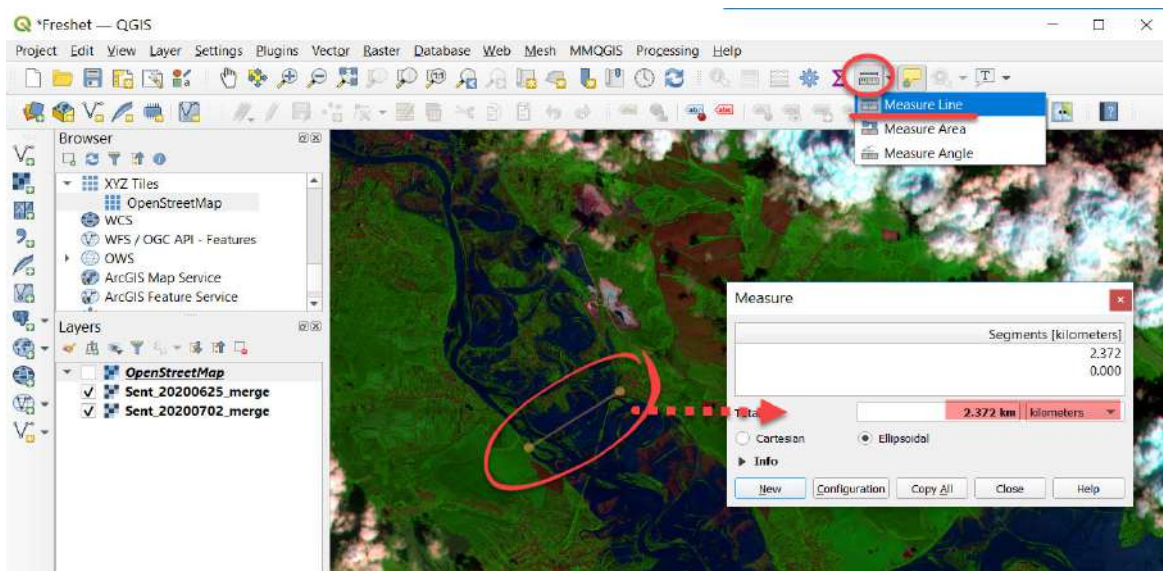 *Freshet — QGIS
Project Edit View Layer Settings Plugins Vector Raster Database Web Mesh MMQGIS Processing Help
Measure Line
Measure Area
Measure Angle
Browser
XYZ Tiles
OpenStreetMap
WCS
WFS / OGC API - Features
OWS
ArcGIS Map Service
ArcGIS Feature Service
Layers
OpenStreetMap
Sent_20200625_merge
Sent_20200702_merge
Measure
Segments [kilometers]
2.372
0.000
2.372 km kilometers
Cartesian Ellipsoidal
Info
New Configuration Copy All Close Help